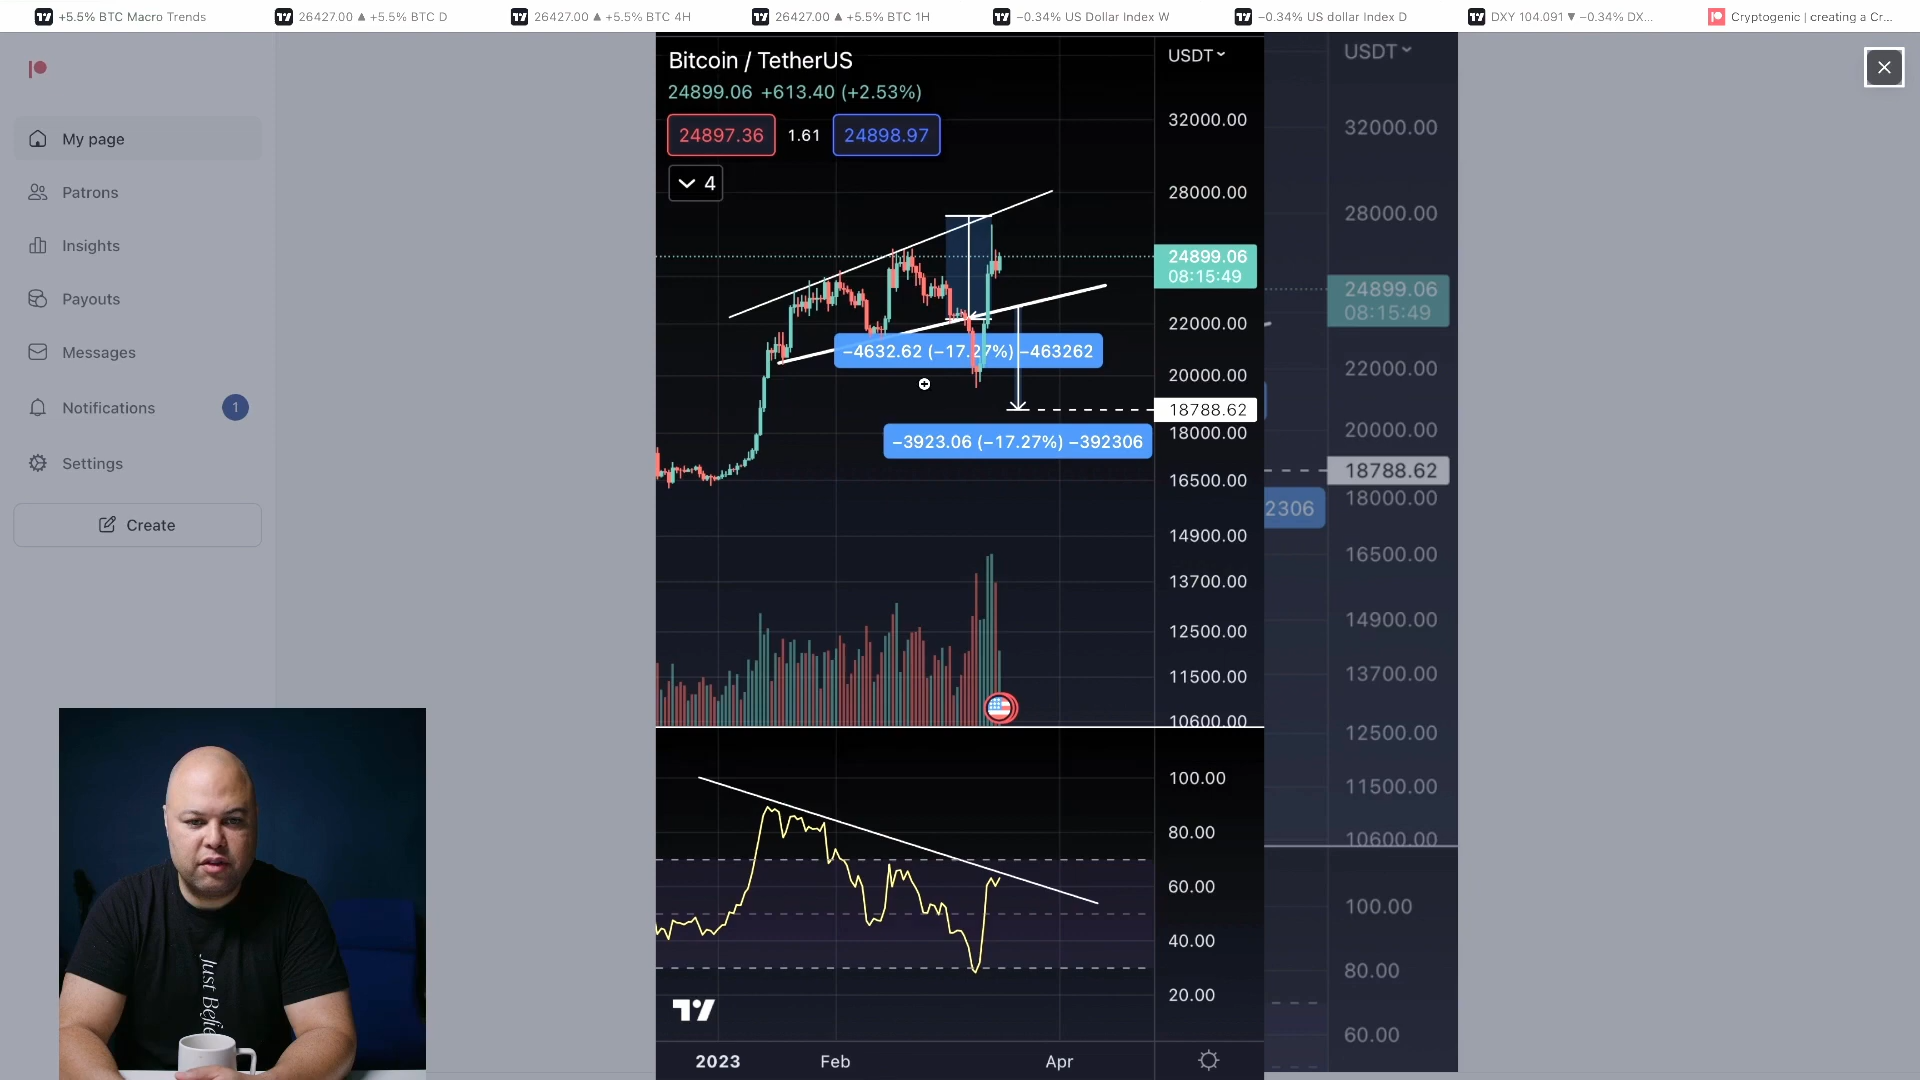 +5.5% BTC Macro Trends
26427.00 ▲ +5.5% BTC D
26427.00 ▲ +5.5% BTC 4H
26427.00 ▲ +5.5% BTC 1H
−0.34% US Dollar Index W
−0.34% US dollar Index D
DXY 104.091 ▼ −0.34% DX...
Cryptogenic | creating a Cr...
My page
Patrons
Insights
Payouts
Messages
Notifications 1
Settings
Create
Bitcoin / TetherUS
24899.06 +613.40 (+2.53%)
24897.36 1.61 24898.97
4
−4632.62 (−17.27%) −463262
−3923.06 (−17.27%) −392306
USDT
32000.00
28000.00
24899.06
08:15:49
22000.00
20000.00
18788.62
18000.00
16500.00
14900.00
13700.00
12500.00
11500.00
10600.00
100.00
80.00
60.00
40.00
20.00
2023 Feb Apr
USDT
32000.00
28000.00
24899.06
08:15:49
22000.00
20000.00
18788.62
18000.00
2306
16500.00
14900.00
13700.00
12500.00
11500.00
10600.00
100.00
80.00
60.00
Just Belie